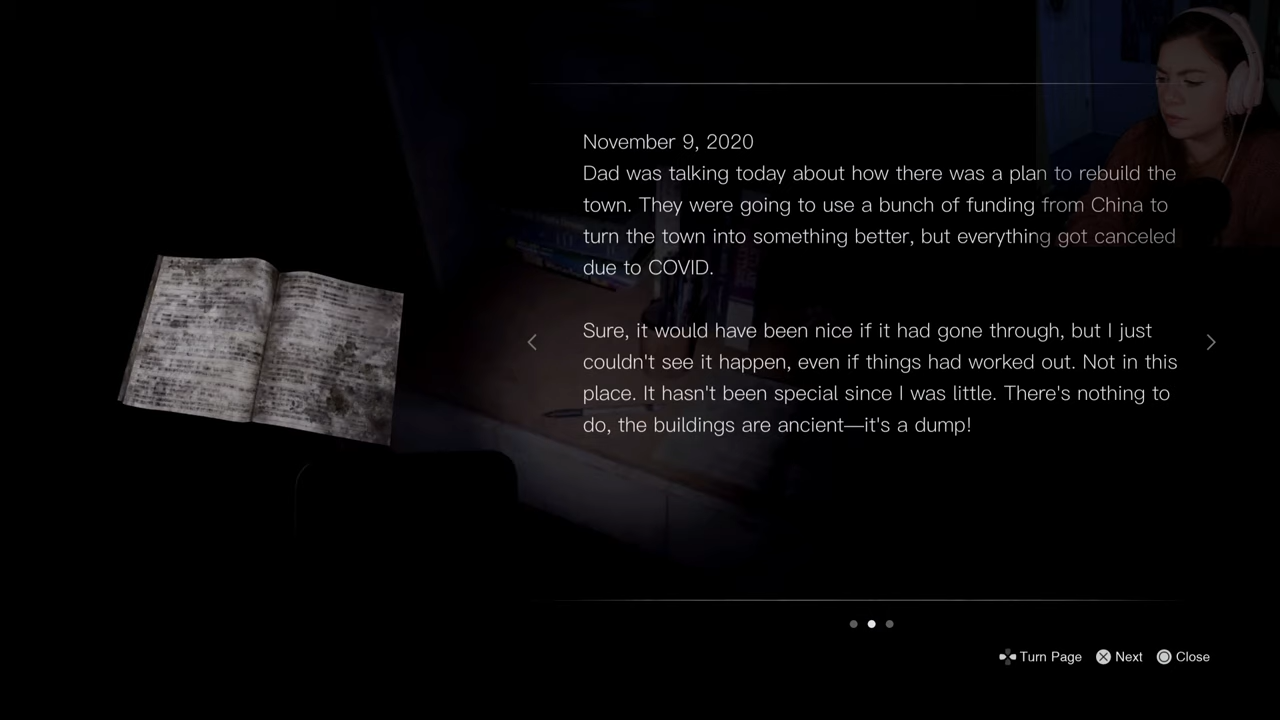 November 9, 2020
Dad was talking today about how there was a plan to rebuild the
town. They were going to use a bunch of funding from China to
turn the town into something better, but everything got canceled
due to COVID.
Sure, it would have been nice if it had gone through, but I just
couldn't see it happen, even if things had worked out. Not in this
place. It hasn't been special since I was little. There's nothing to
do, the buildings are ancient—it's a dump!
Turn Page Next Close